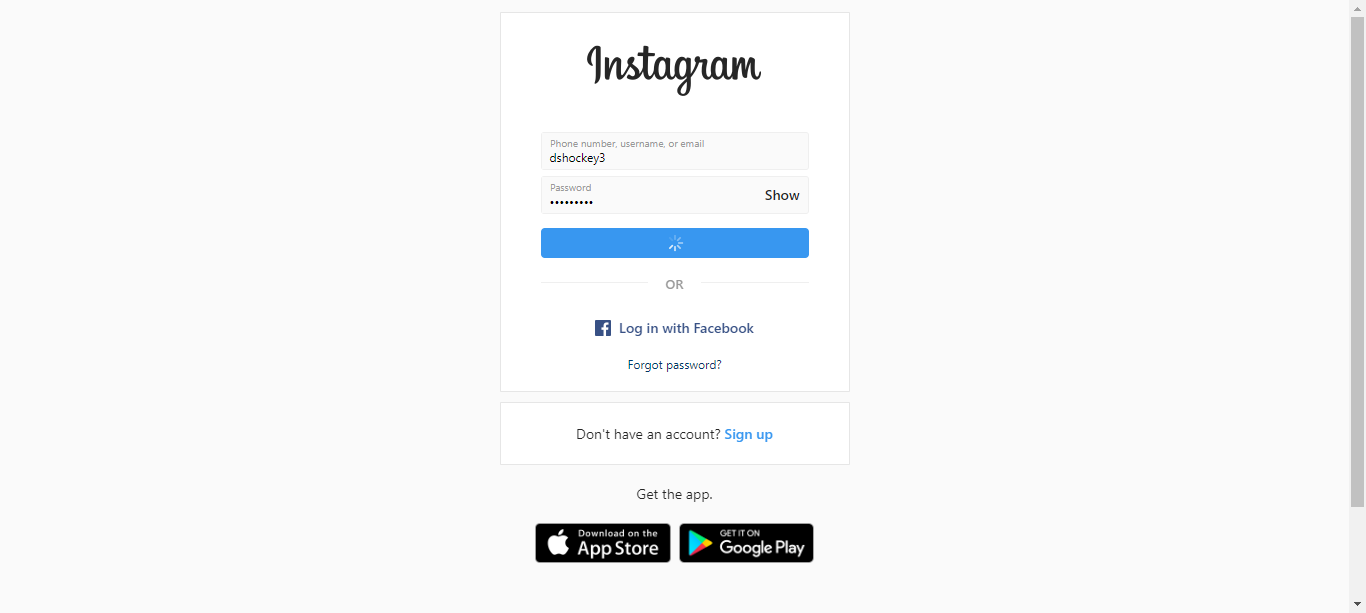 Instagram
Phone number, username, or email
dshockey3
Password
••••••••• Show
OR
Log in with Facebook
Forgot password?
Don't have an account? Sign up
Get the app.
Download on the
App Store
GET IT ON
Google Play